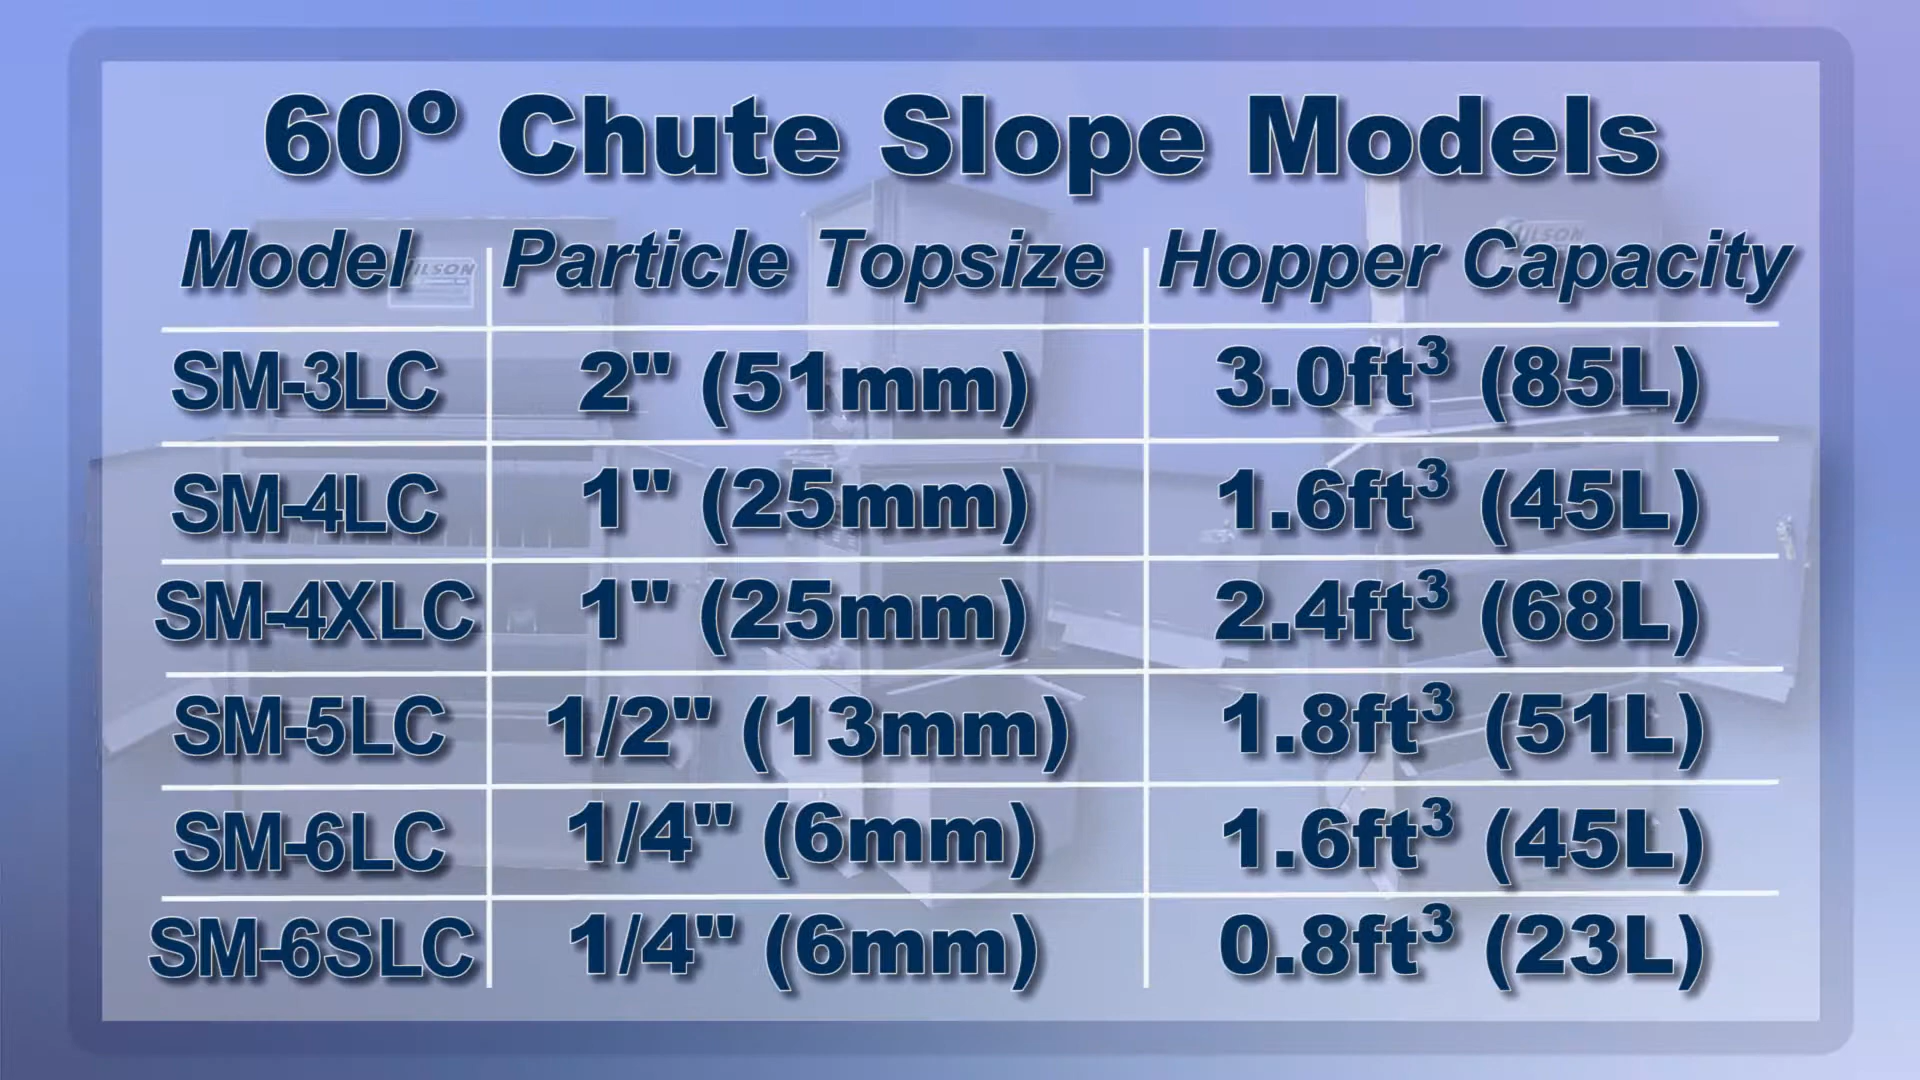 60º Chute Slope Models
Model Particle Topsize Hopper Capacity
SM-3LC 2" (51mm) 3.0ft³ (85L)
SM-4LC 1" (25mm) 1.6ft³ (45L)
SM-4XLC 1" (25mm) 2.4ft³ (68L)
SM-5LC 1/2" (13mm) 1.8ft³ (51L)
SM-6LC 1/4" (6mm) 1.6ft³ (45L)
SM-6SLC 1/4" (6mm) 0.8ft³ (23L)